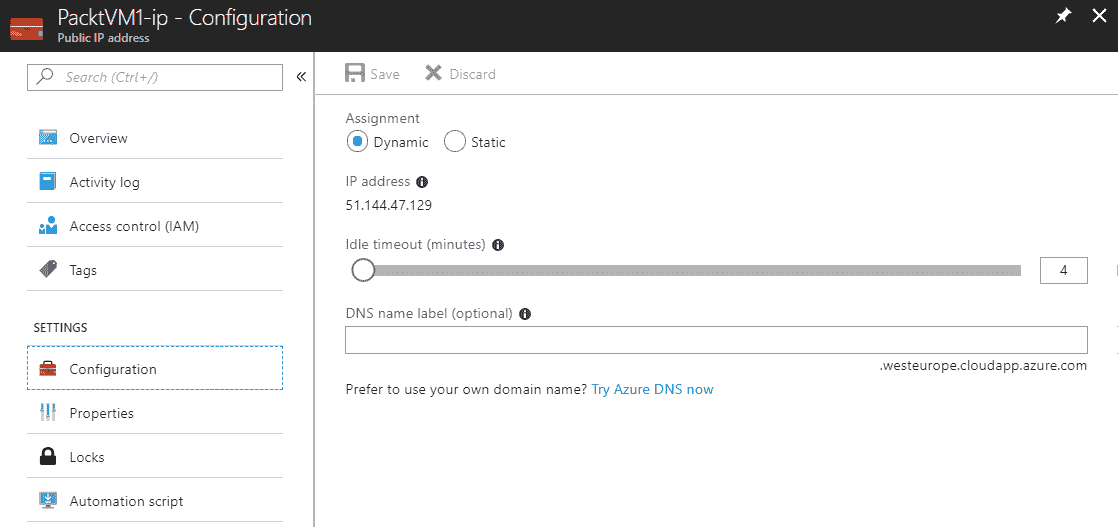 PacktVM1-ip - Configuration
Public IP address
Search (Ctrl+/)
Overview
Activity log
Access control (IAM)
Tags
SETTINGS
Configuration
Properties
Locks
Automation script
Save Discard
Assignment
Dynamic Static
IP address
51.144.47.129
Idle timeout (minutes)
4
DNS name label (optional)
.westeurope.cloudapp.azure.com
Prefer to use your own domain name? Try Azure DNS now